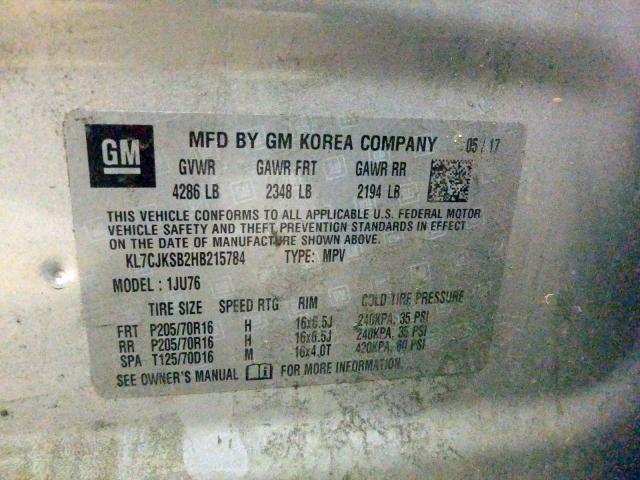 GM
MFD BY GM KOREA COMPANY 05 / 17
GVWR GAWR FRT GAWR RR
4286 LB 2348 LB 2194 LB
THIS VEHICLE CONFORMS TO ALL APPLICABLE U.S. FEDERAL MOTOR
VEHICLE SAFETY AND THEFT PREVENTION STANDARDS IN EFFECT
ON THE DATE OF MANUFACTURE SHOWN ABOVE.
KL7CJKSB2HB215784 TYPE: MPV
MODEL : 1JU76
TIRE SIZE SPEED RTG RIM COLD TIRE PRESSURE
FRT P205/70R16 H 16x6.5J 240KPA, 35 PSI
RR P205/70R16 H 16x6.5J 240KPA, 35 PSI
SPA T125/70D16 M 16x4.0T 420KPA, 60 PSI
SEE OWNER'S MANUAL FOR MORE INFORMATION.